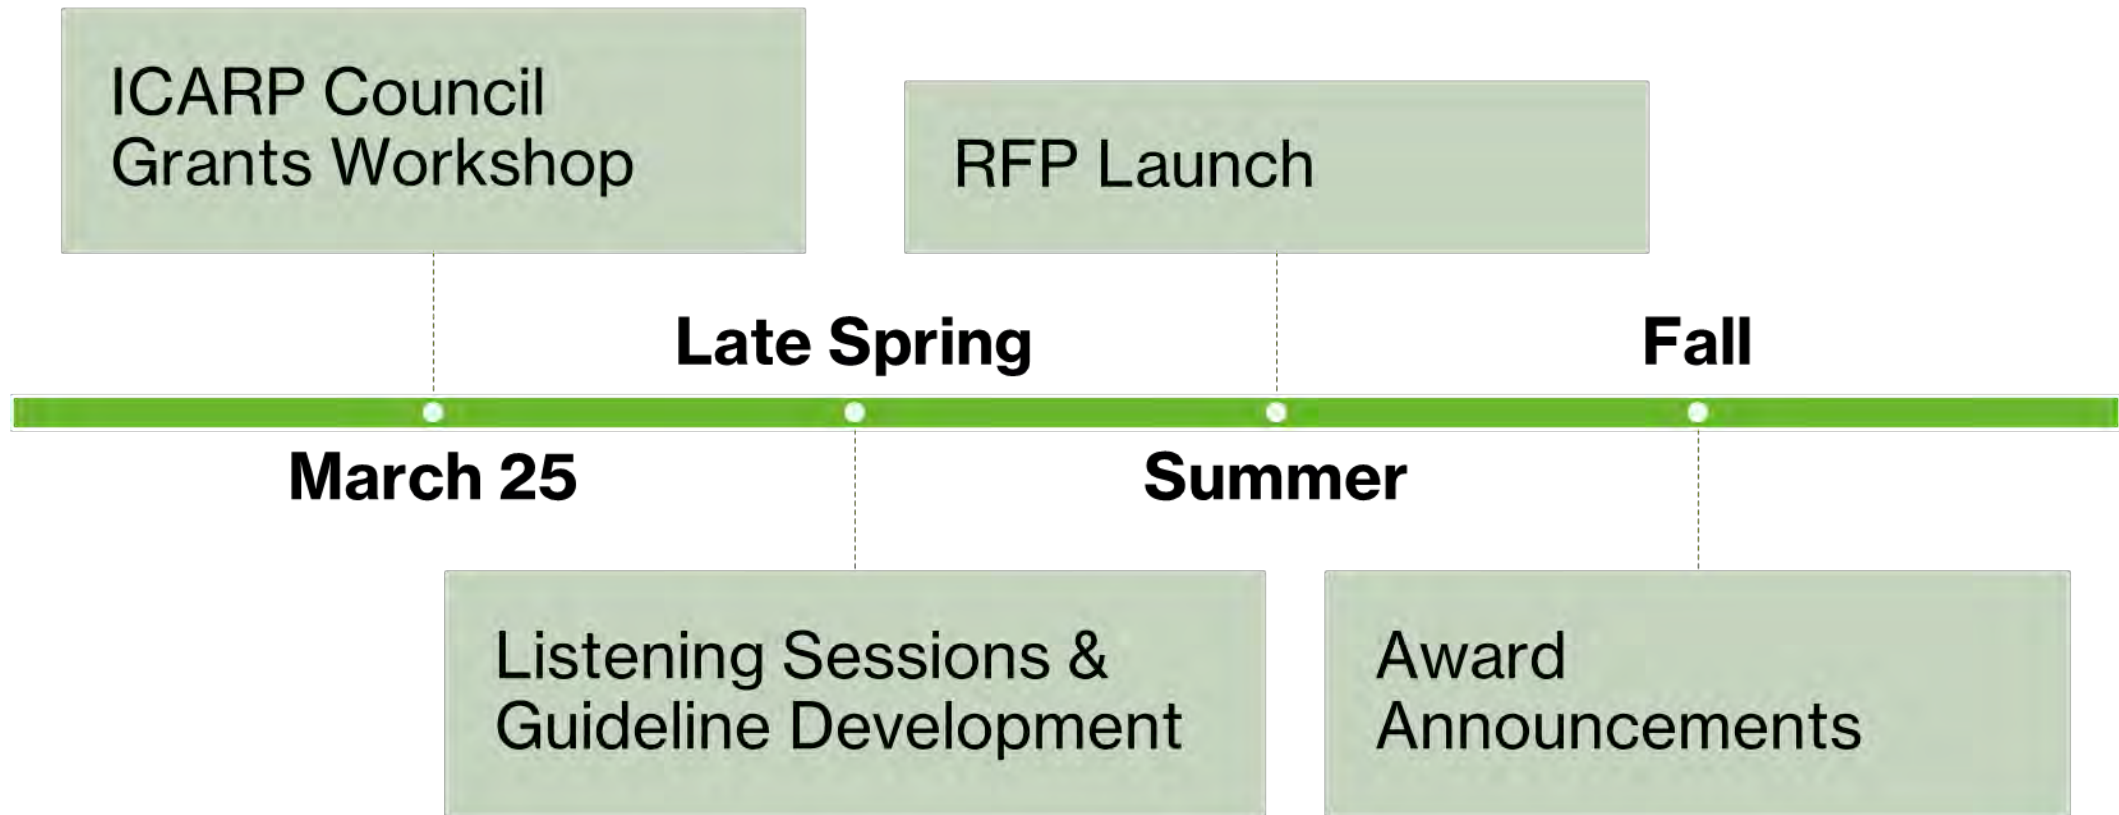 ICARP Council
Grants Workshop
RFP Launch
Late Spring
Fall
March 25
Summer
Listening Sessions &
Guideline Development
Award
Announcements